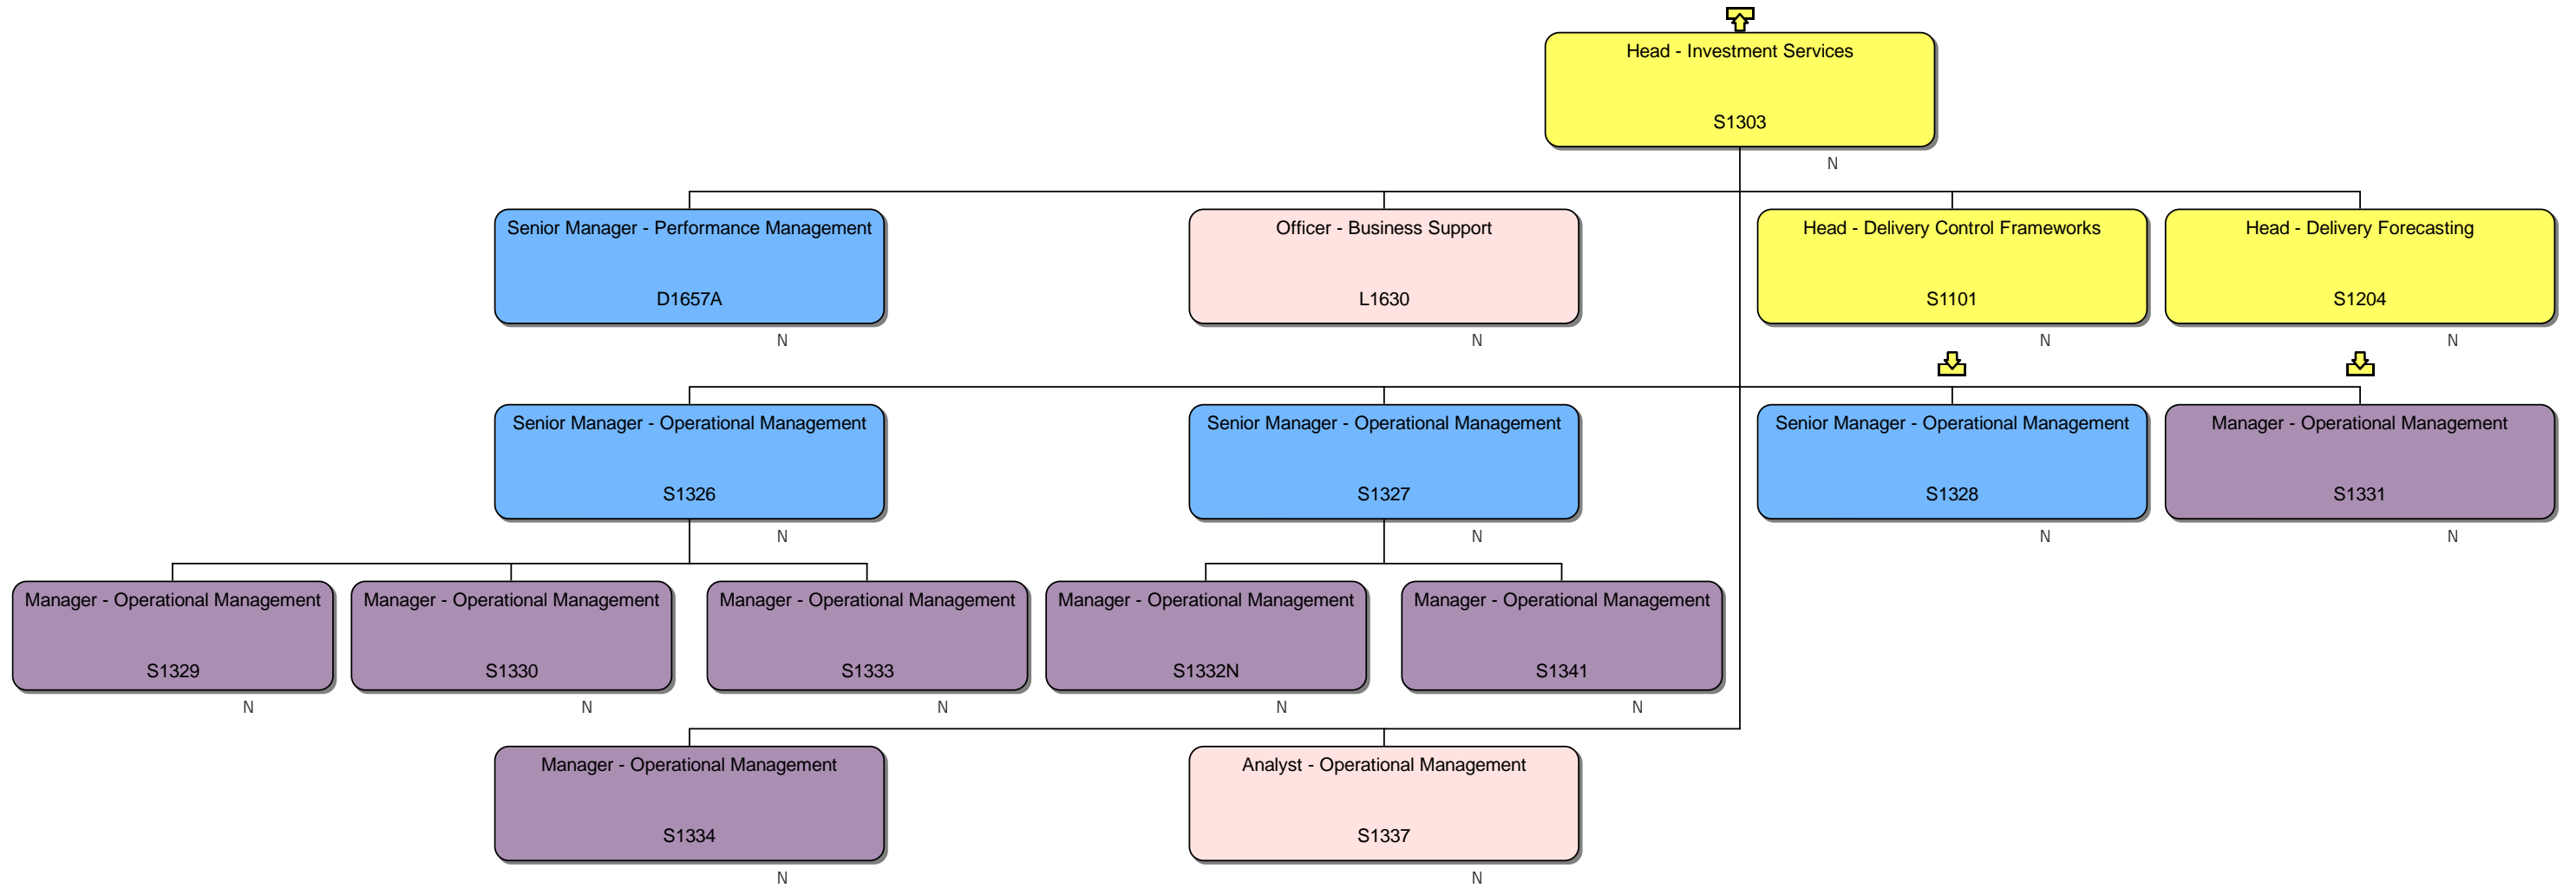 Head - Investment Services
S1303
N
Senior Manager - Performance Management
D1657A
N
Officer - Business Support
L1630
N
Head - Delivery Control Frameworks
S1101
N
Head - Delivery Forecasting
S1204
N
Senior Manager - Operational Management
S1326
N
Senior Manager - Operational Management
S1327
N
Senior Manager - Operational Management
S1328
N
Manager - Operational Management
S1331
N
Manager - Operational Management
S1329
N
Manager - Operational Management
S1330
N
Manager - Operational Management
S1333
N
Manager - Operational Management
S1332N
N
Manager - Operational Management
S1341
N
Manager - Operational Management
S1334
N
Analyst - Operational Management
S1337
N